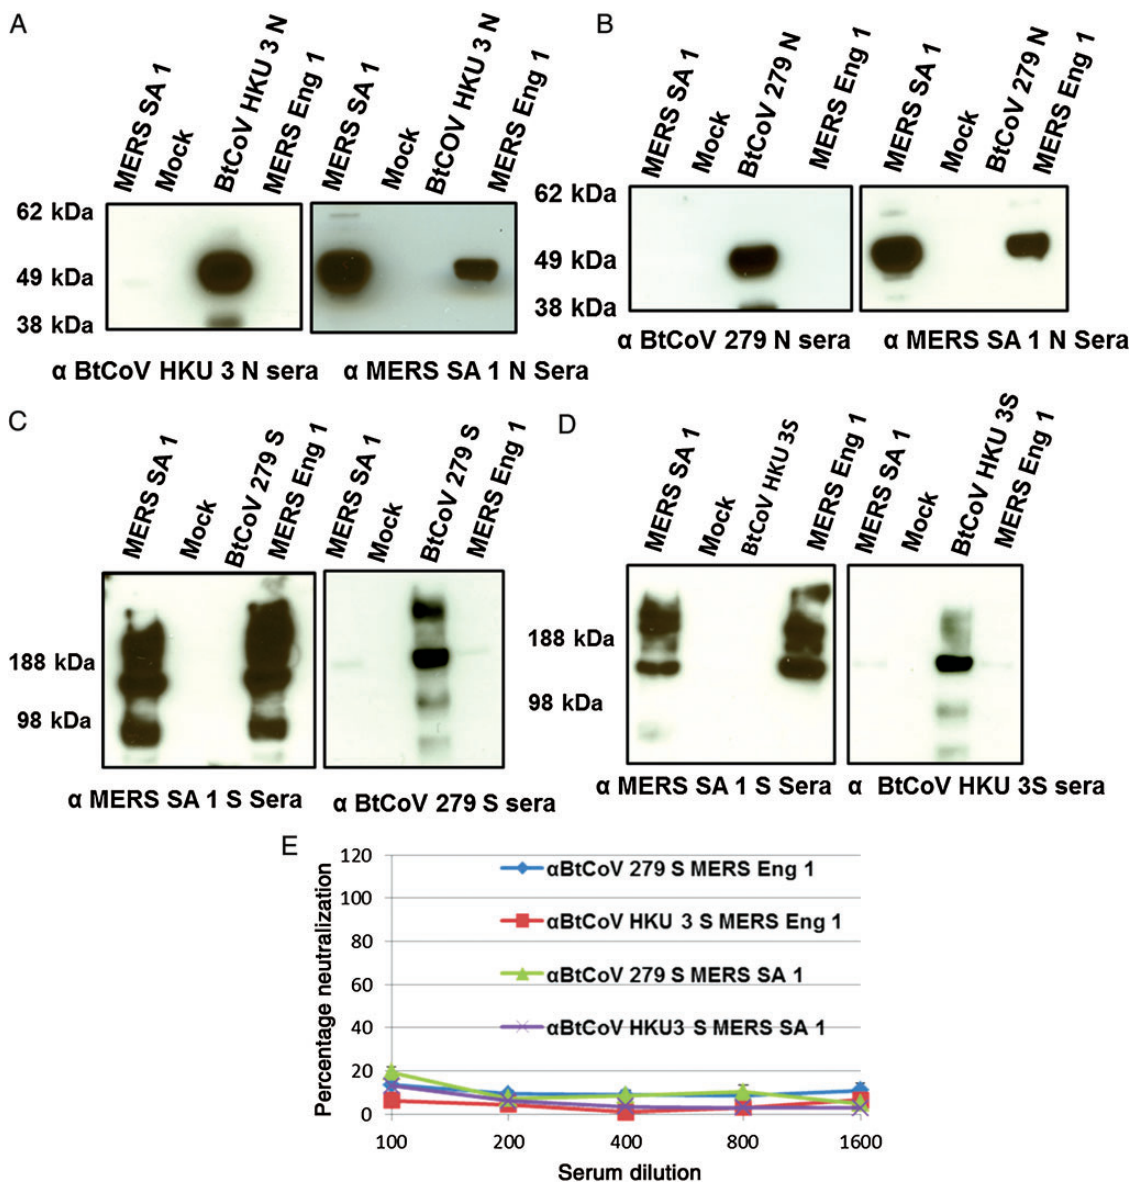 A
MERS SA 1
Mock
BtCoV HKU 3 N
MERS Eng 1
MERS SA 1
Mock
BtCOV HKU 3 N
MERS Eng 1
62 kDa
49 kDa
38 kDa
α BtCoV HKU 3 N sera
α MERS SA 1 N Sera
B
MERS SA 1
Mock
BtCoV 279 N
MERS Eng 1
MERS SA 1
Mock
BtCoV 279 N
MERS Eng 1
62 kDa
49 kDa
38 kDa
α BtCoV 279 N sera
α MERS SA 1 N Sera
C
MERS SA 1
Mock
BtCoV 279 S
MERS Eng 1
MERS SA 1
Mock
BtCoV 279 S
MERS Eng 1
188 kDa
98 kDa
α MERS SA 1 S Sera
α BtCoV 279 S sera
D
MERS SA 1
Mock
BtCoV HKU 3S
MERS Eng 1
MERS SA 1
Mock
BtCoV HKU 3S
MERS Eng 1
188 kDa
98 kDa
α MERS SA 1 S Sera
α BtCoV HKU 3S sera
E
Percentage neutralization
120
100
80
60
40
20
0
αBtCoV 279 S MERS Eng 1
αBtCoV HKU 3 S MERS Eng 1
αBtCoV 279 S MERS SA 1
αBtCoV HKU3 S MERS SA 1
100 200 400 800 1600
Serum dilution